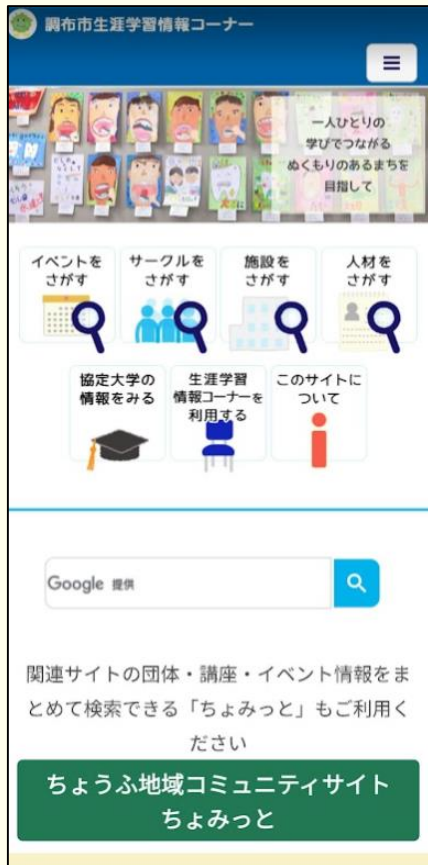 調布市生涯学習情報コーナー
一人ひとりの
学びでつながる
ぬくもりのあるまちを
目指して
イベントを
さがす
サークルを
さがす
施設を
さがす
人材を
さがす
協定大学の
情報をみる
生涯学習
情報コーナーを
利用する
このサイトに
ついて
Google 提供
関連サイトの団体・講座・イベント情報をま
とめて検索できる「ちょみっと」もご利用く
ださい
ちょうふ地域コミュニティサイト
ちょみっと